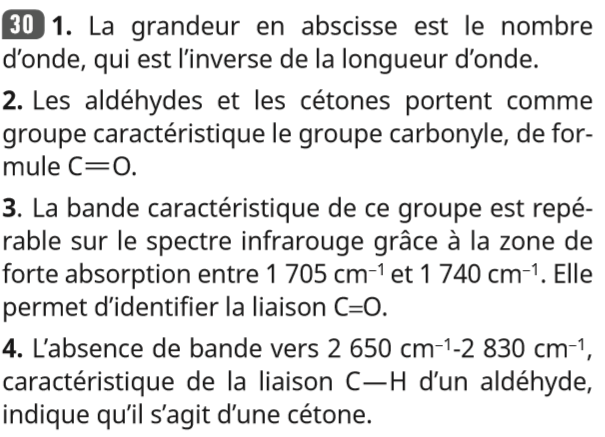 30 1. La grandeur en abscisse est le nombre
d’onde, qui est l’inverse de la longueur d’onde.
2. Les aldéhydes et les cétones portent comme
groupe caractéristique le groupe carbonyle, de for-
mule C=O.
3. La bande caractéristique de ce groupe est repé-
rable sur le spectre infrarouge grâce à la zone de
forte absorption entre 1 705 cm⁻¹ et 1 740 cm⁻¹. Elle
permet d’identifier la liaison C=O.
4. L’absence de bande vers 2 650 cm⁻¹-2 830 cm⁻¹,
caractéristique de la liaison C—H d’un aldéhyde,
indique qu’il s’agit d’une cétone.